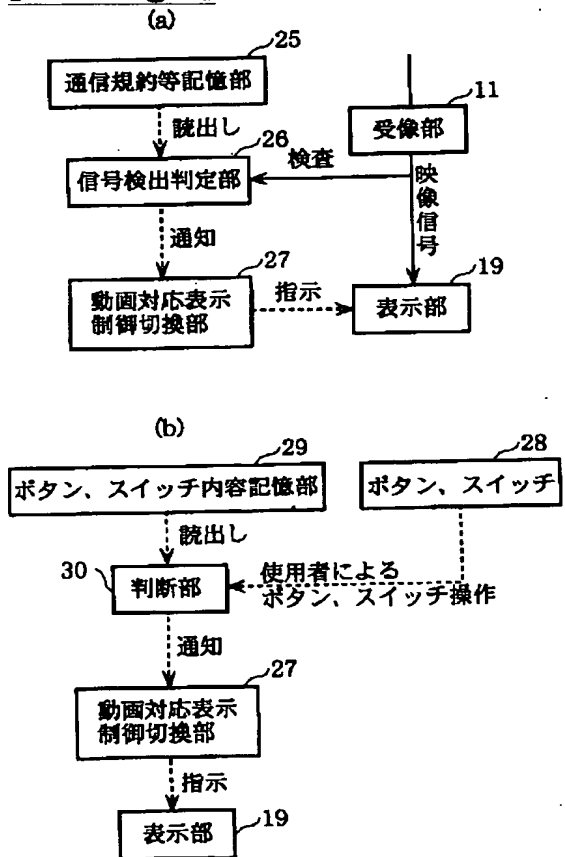 (a)
25
通信規約等記憶部
11
読出し
受像部
26
検査
信号検出判定部
映像信号
通知
27
19
動画対応表示
制御切換部
指示
表示部
(b)
29
28
ボタン、スイッチ内容記憶部
ボタン、スイッチ
読出し
30
判断部
使用者による
ボタン、スイッチ操作
通知
27
動画対応表示
制御切換部
指示
19
表示部